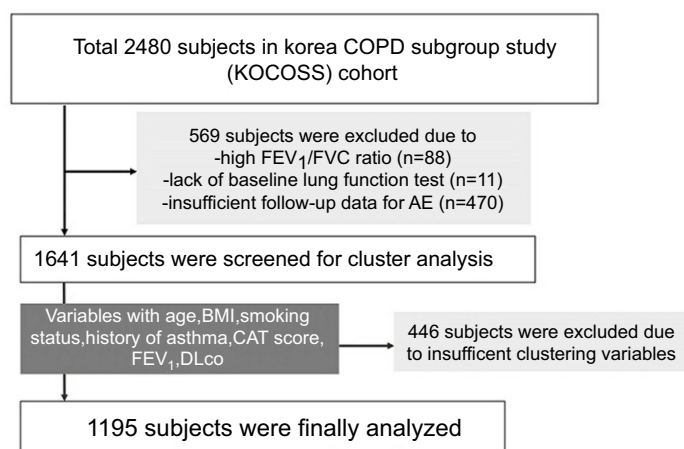 Total 2480 subjects in korea COPD subgroup study
(KOCOSS) cohort
569 subjects were excluded due to
-high FEV1/FVC ratio (n=88)
-lack of baseline lung function test (n=11)
-insufficient follow-up data for AE (n=470)
1641 subjects were screened for cluster analysis
Variables with age,BMI,smoking
status,history of asthma,CAT score,
FEV1,DLco
446 subjects were excluded due
to insufficent clustering variables
1195 subjects were finally analyzed